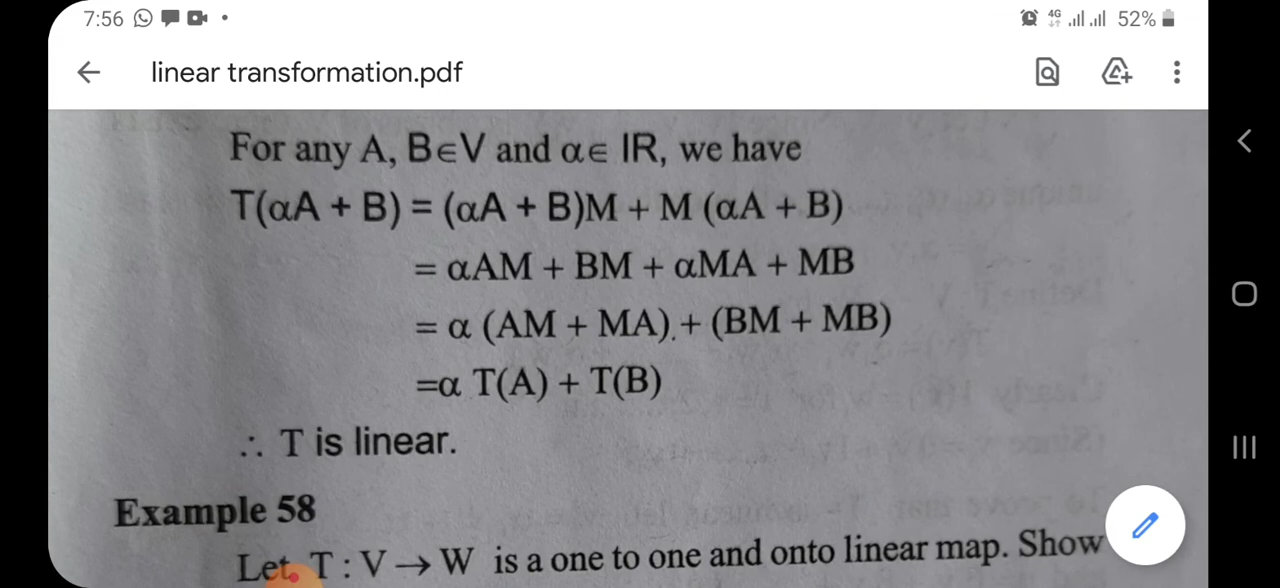 7:56
4G 52%
linear transformation.pdf
For any A, B∈V and α∈ IR, we have
T(αA + B) = (αA + B)M + M (αA + B)
= αAM + BM + αMA + MB
= α (AM + MA) + (BM + MB)
=α T(A) + T(B)
∴ T is linear.
Example 58
Let T : V → W is a one to one and onto linear map. Show